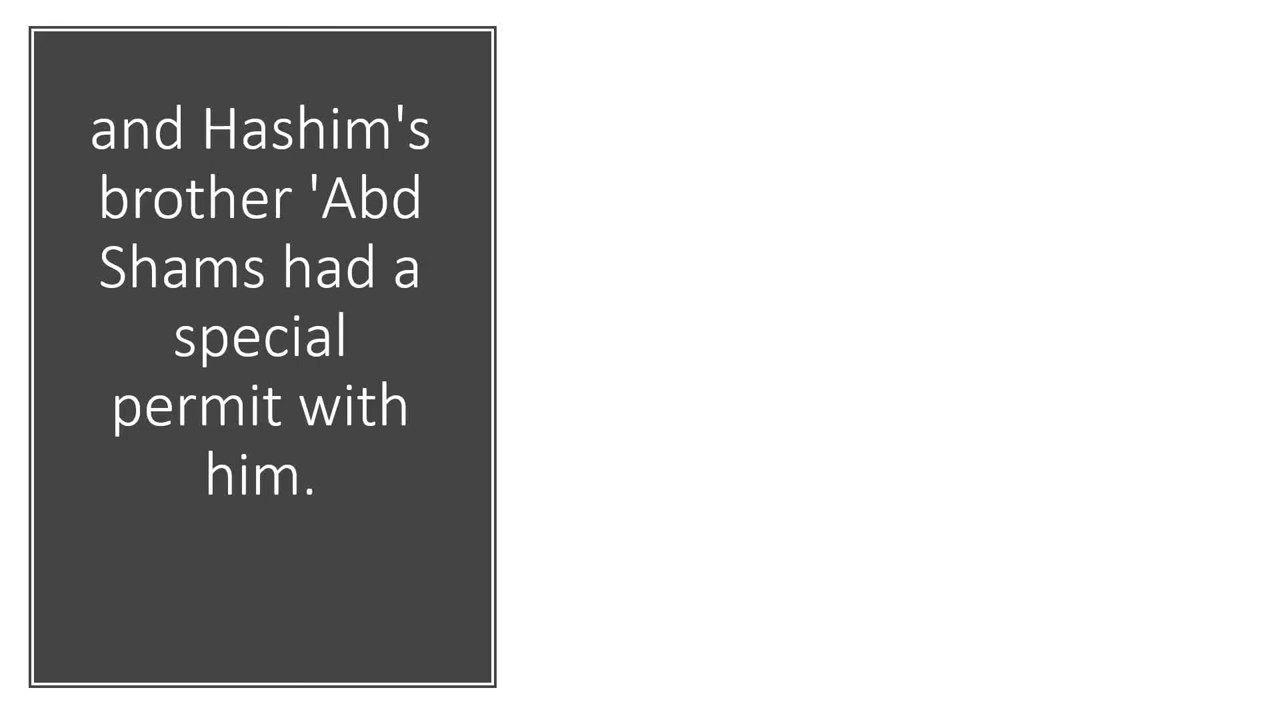 and Hashim's
brother 'Abd
Shams had a
special
permit with
him.